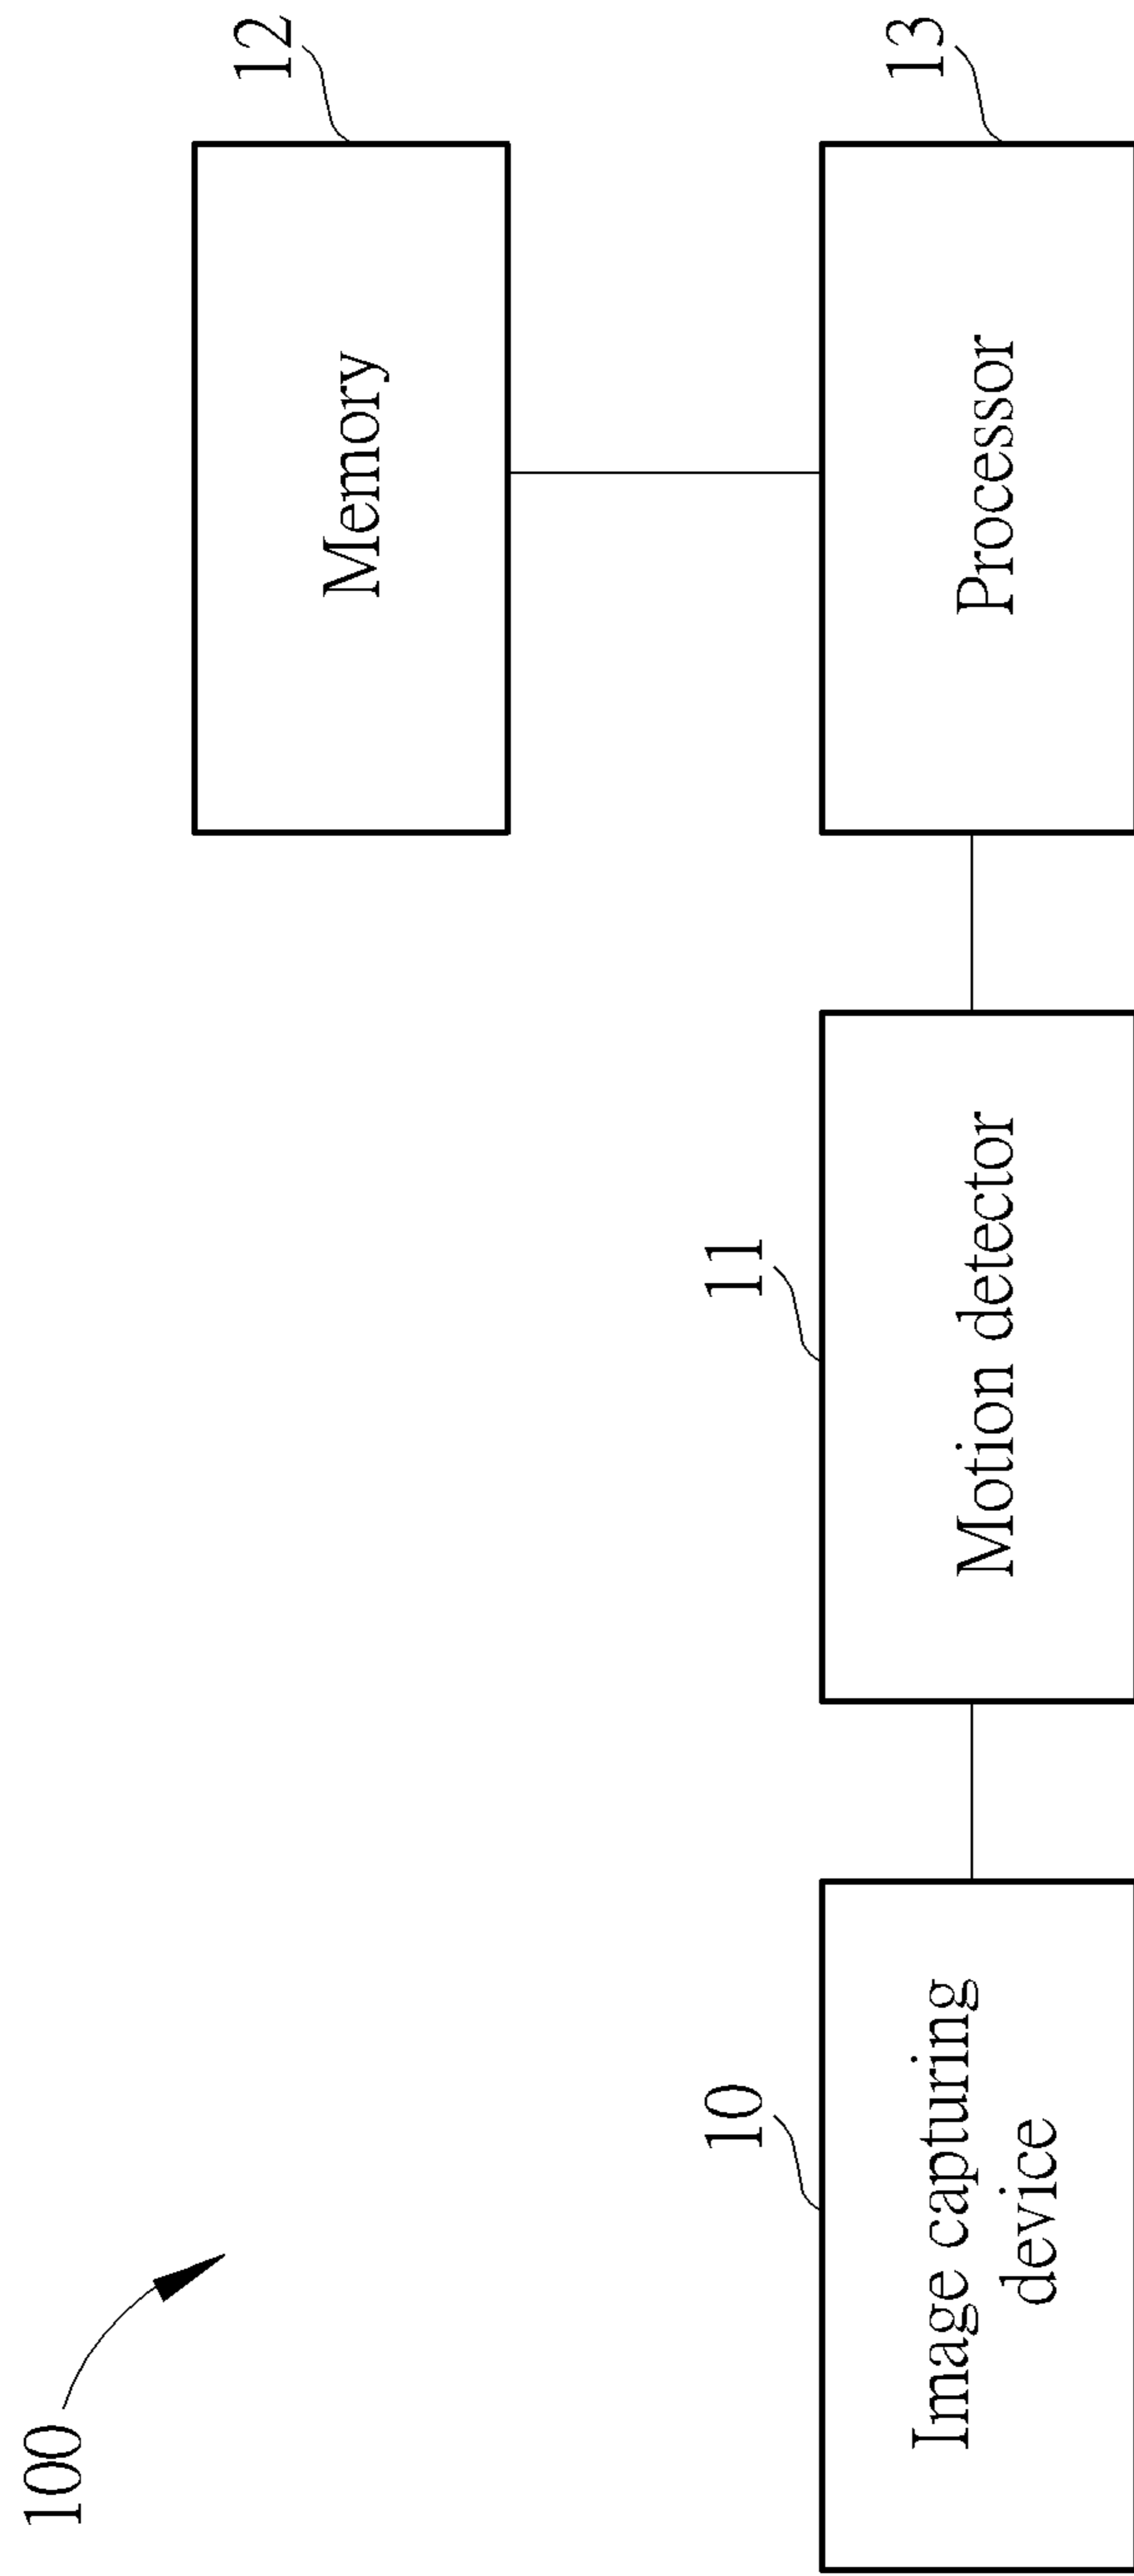 100
12
Memory
10
11
13
Image capturing
device
Motion detector
Processor